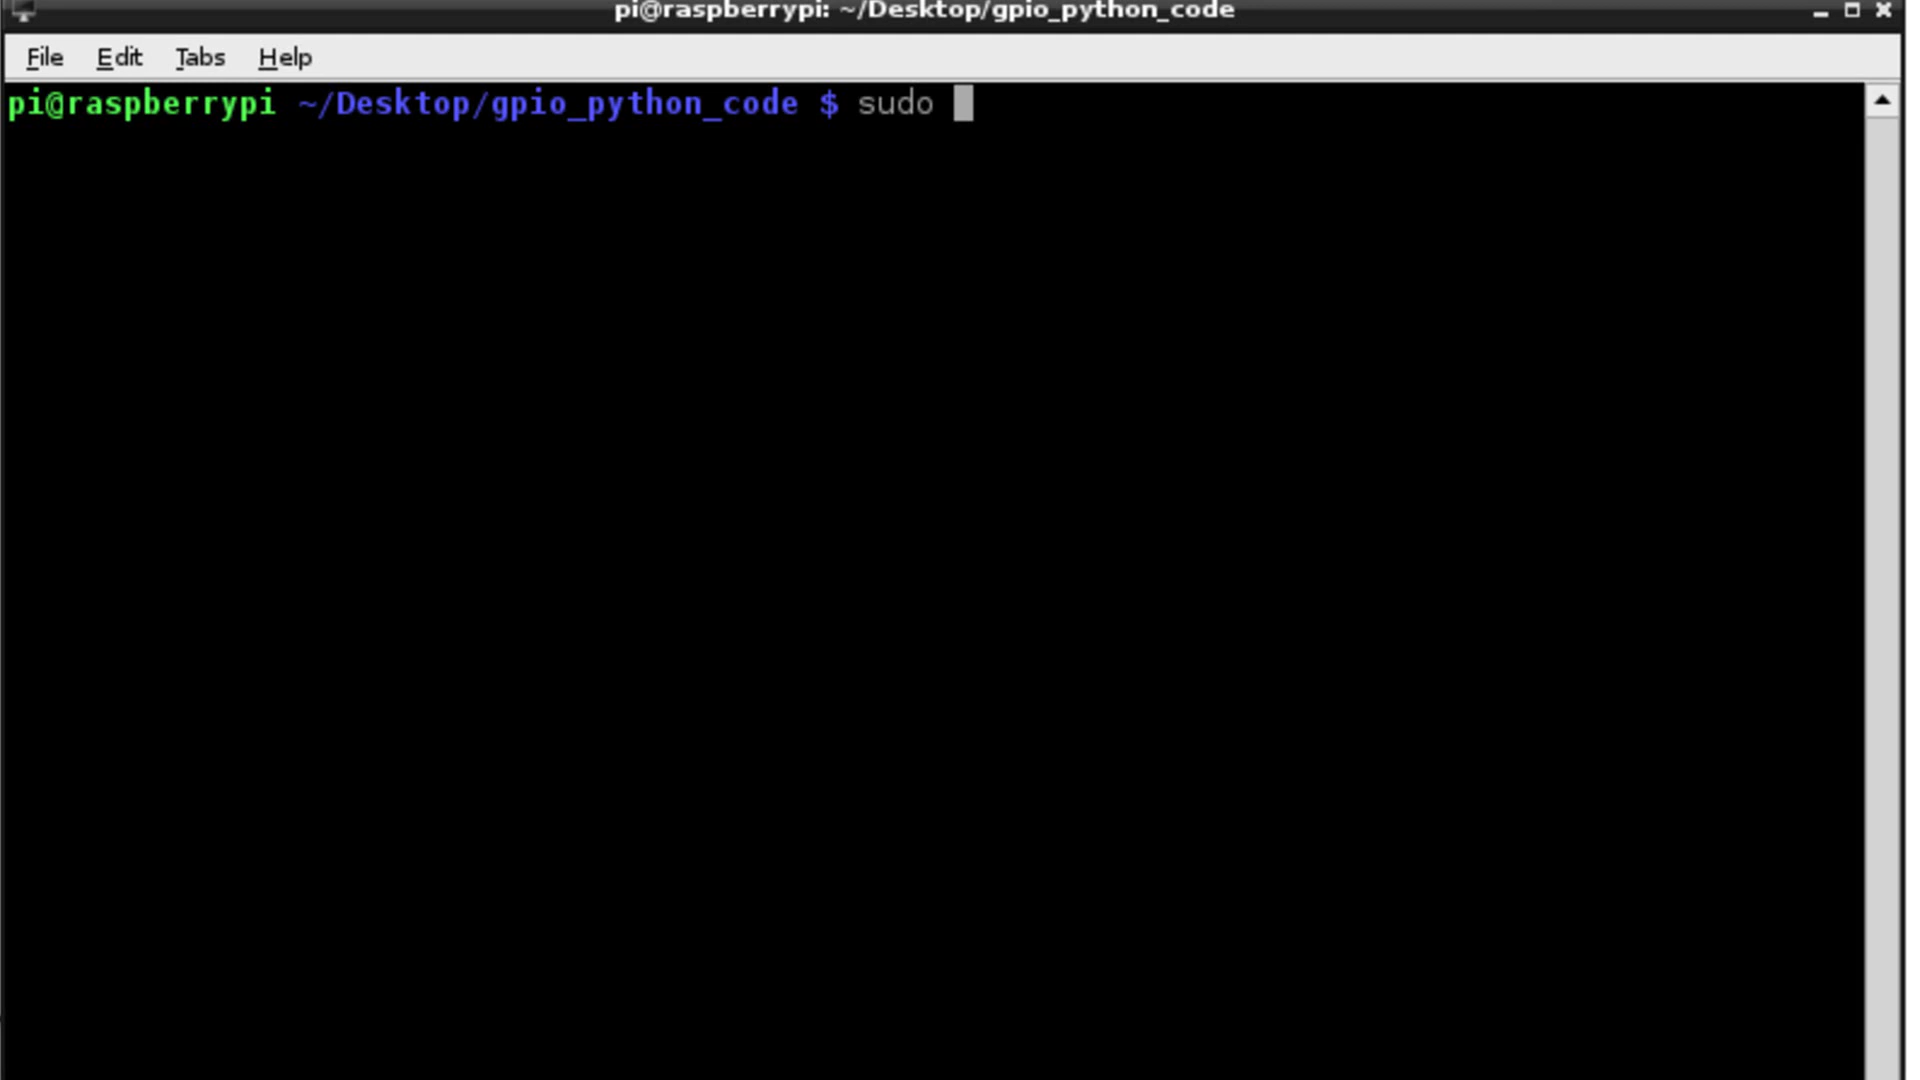 pi@raspberrypi: ~/Desktop/gpio_python_code
File Edit Tabs Help
pi@raspberrypi ~/Desktop/gpio_python_code $ sudo